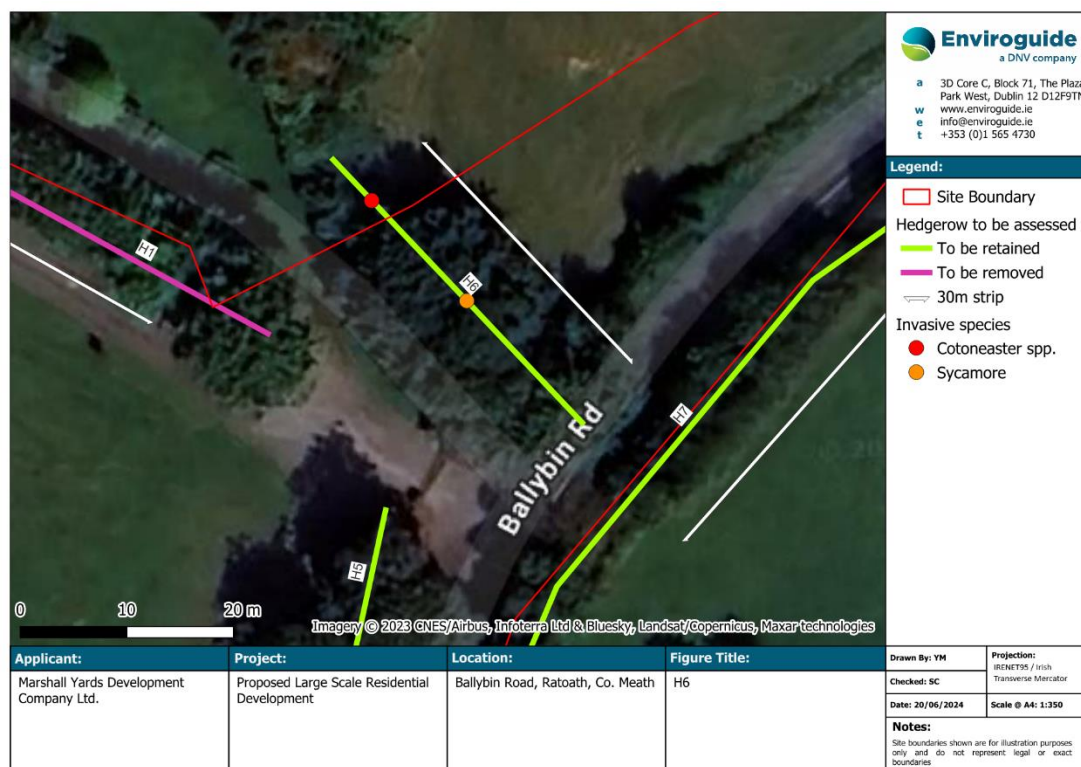 Enviroguide
a DNV company
a 3D Core C, Block 71, The Plaza
Park West, Dublin 12 D12F9TN
w www.enviroguide.ie
e info@enviroguide.ie
t +353 (0)1 565 4730
Legend:
Site Boundary
Hedgerow to be assessed
To be retained
To be removed
30m strip
Invasive species
Cotoneaster spp.
Sycamore
H1
H6
H7
Ballybin Rd
H5
0 10 20 m
Imagery © 2023 CNES/Airbus, Infoterra Ltd & Bluesky, Landsat/Copernicus, Maxar technologies
Applicant:
Marshall Yards Development
Company Ltd.
Project:
Proposed Large Scale Residential
Development
Location:
Ballybin Road, Ratoath, Co. Meath
Figure Title:
H6
Drawn By: YM
Checked: SC
Date: 20/06/2024
Projection:
IRENET95 / Irish
Transverse Mercator
Scale @ A4: 1:350
Notes:
Site boundaries shown are for illustration purposes
only and do not represent legal or exact
boundaries